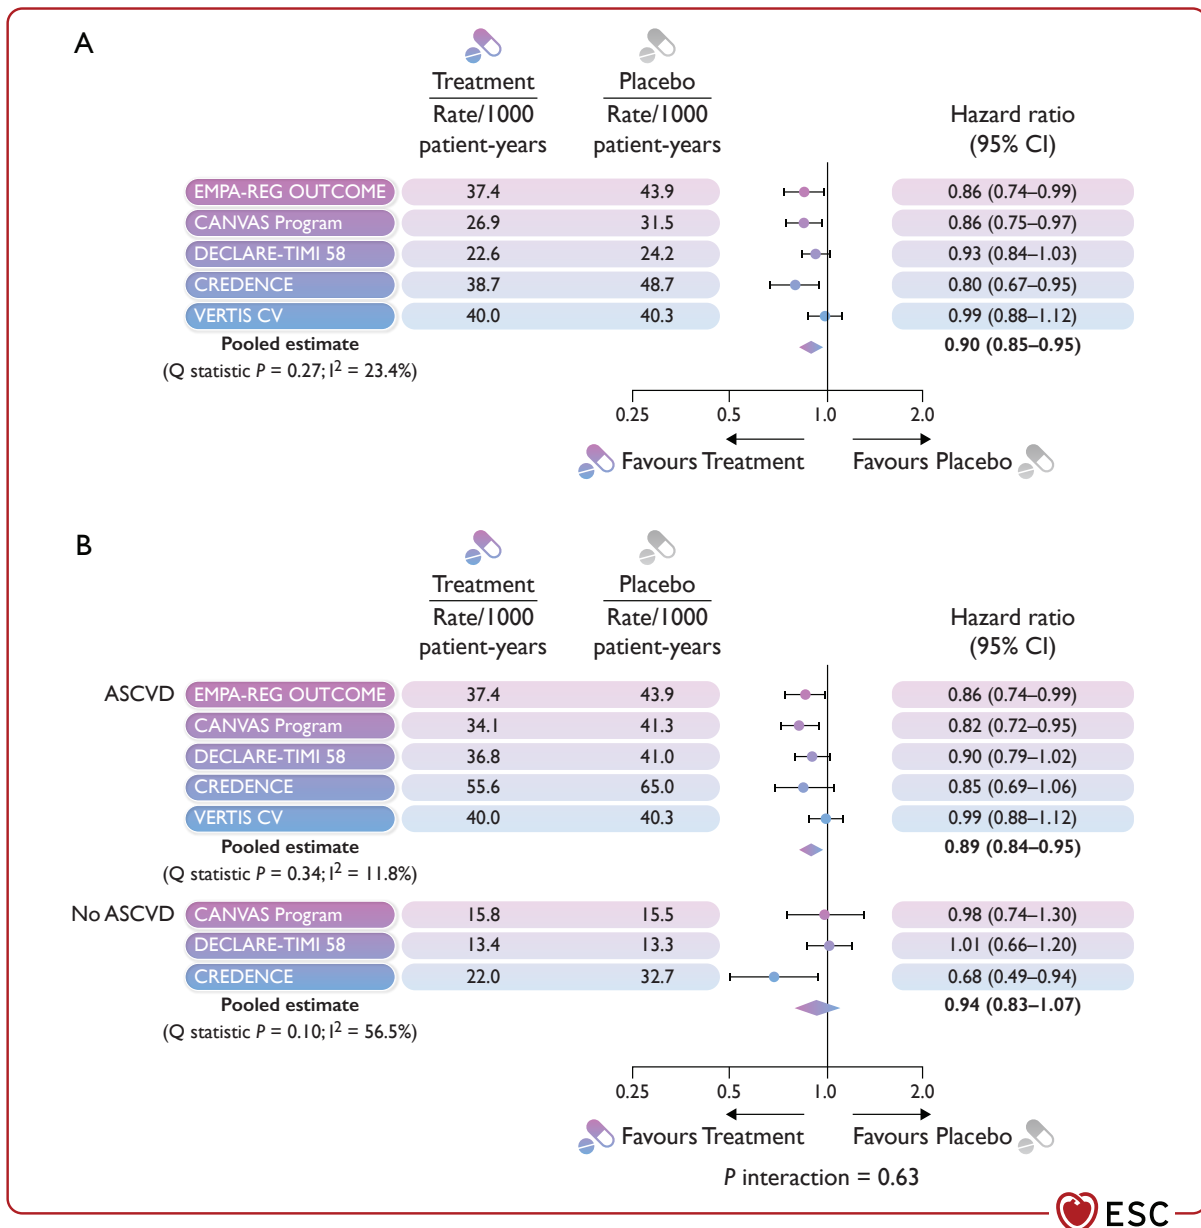 A
Treatment Placebo
Rate/1000 Rate/1000 Hazard ratio
patient-years patient-years (95% CI)
EMPA-REG OUTCOME 37.4 43.9 0.86 (0.74–0.99)
CANVAS Program 26.9 31.5 0.86 (0.75–0.97)
DECLARE-TIMI 58 22.6 24.2 0.93 (0.84–1.03)
CREDENCE 38.7 48.7 0.80 (0.67–0.95)
VERTIS CV 40.0 40.3 0.99 (0.88–1.12)
Pooled estimate 0.90 (0.85–0.95)
(Q statistic P = 0.27; I² = 23.4%)
0.25 0.5 1.0 2.0
Favours Treatment Favours Placebo
B
Treatment Placebo
Rate/1000 Rate/1000 Hazard ratio
patient-years patient-years (95% CI)
ASCVD EMPA-REG OUTCOME 37.4 43.9 0.86 (0.74–0.99)
CANVAS Program 34.1 41.3 0.82 (0.72–0.95)
DECLARE-TIMI 58 36.8 41.0 0.90 (0.79–1.02)
CREDENCE 55.6 65.0 0.85 (0.69–1.06)
VERTIS CV 40.0 40.3 0.99 (0.88–1.12)
Pooled estimate 0.89 (0.84–0.95)
(Q statistic P = 0.34; I² = 11.8%)
No ASCVD CANVAS Program 15.8 15.5 0.98 (0.74–1.30)
DECLARE-TIMI 58 13.4 13.3 1.01 (0.66–1.20)
CREDENCE 22.0 32.7 0.68 (0.49–0.94)
Pooled estimate 0.94 (0.83–1.07)
(Q statistic P = 0.10; I² = 56.5%)
0.25 0.5 1.0 2.0
Favours Treatment Favours Placebo
P interaction = 0.63
ESC